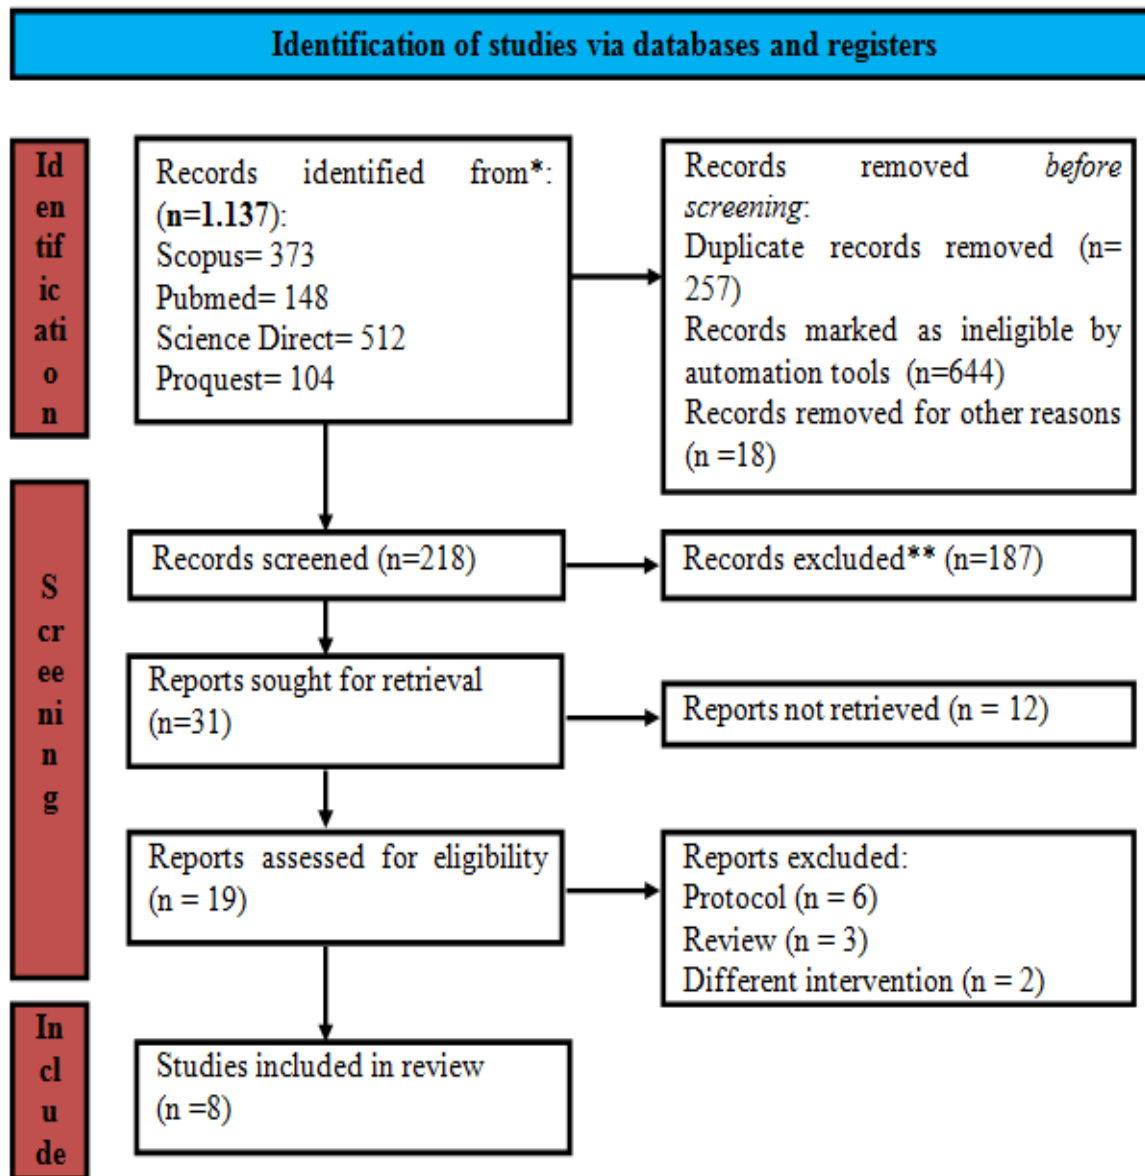 Identification of studies via databases and registers
Id
en
tif
ic
ati
o
n
Records identified from*:
(n=1.137):
Scopus= 373
Pubmed= 148
Science Direct= 512
Proquest= 104
Records removed before
screening:
Duplicate records removed (n=
257)
Records marked as ineligible by
automation tools (n=644)
Records removed for other reasons
(n =18)
S
cr
ee
ni
n
g
Records screened (n=218)
Records excluded** (n=187)
Reports sought for retrieval
(n=31)
Reports not retrieved (n = 12)
Reports assessed for eligibility
(n = 19)
Reports excluded:
Protocol (n = 6)
Review (n = 3)
Different intervention (n = 2)
In
cl
u
de
Studies included in review
(n =8)